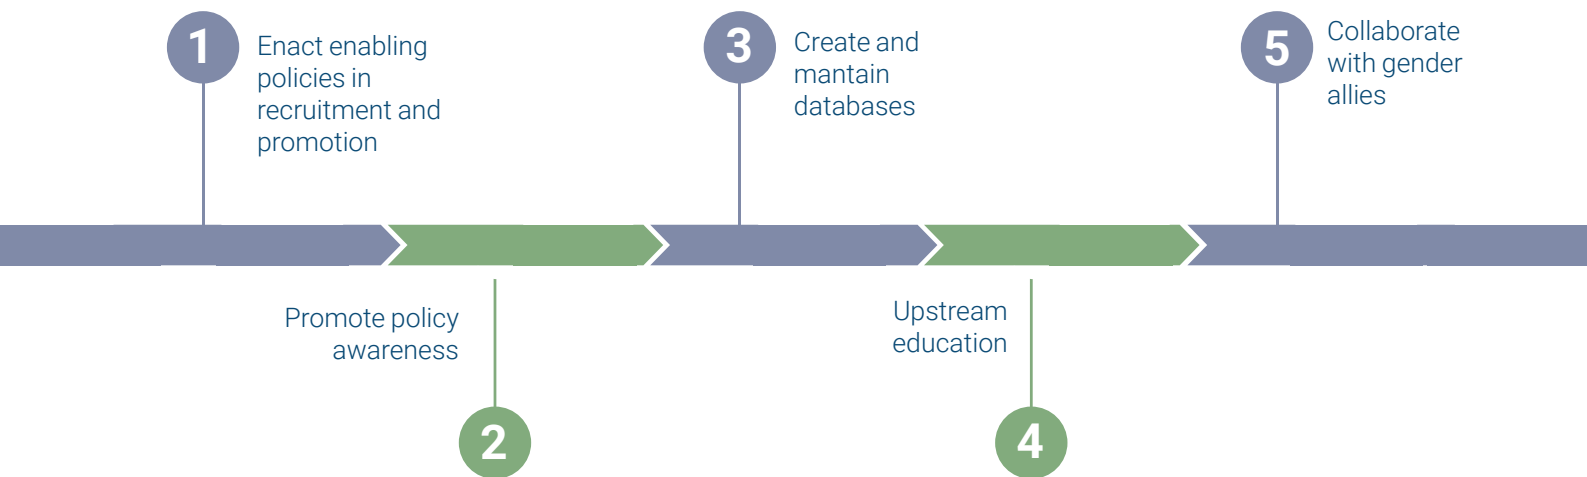 1
Enact enabling
policies in
recruitment and
promotion
2
Promote policy
awareness
3
Create and
mantain
databases
4
Upstream
education
5
Collaborate
with gender
allies